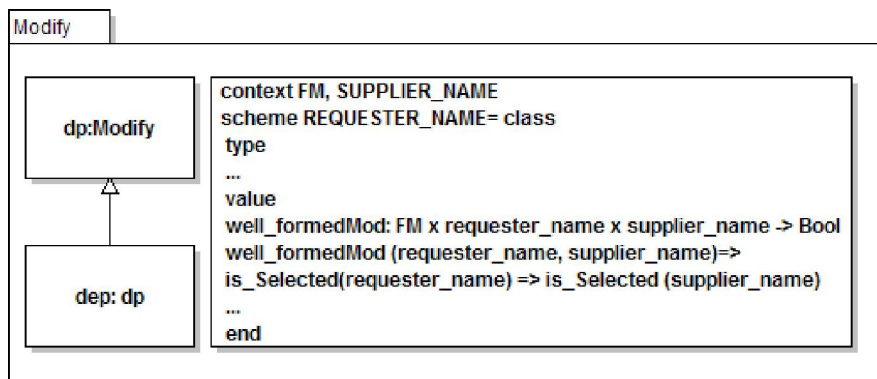 Modify
dp:Modify
dep: dp
context FM, SUPPLIER_NAME
scheme REQUESTER_NAME= class
type
...
value
well_formedMod: FM x requester_name x supplier_name -> Bool
well_formedMod (requester_name, supplier_name)=>
is_Selected(requester_name) => is_Selected (supplier_name)
...
end